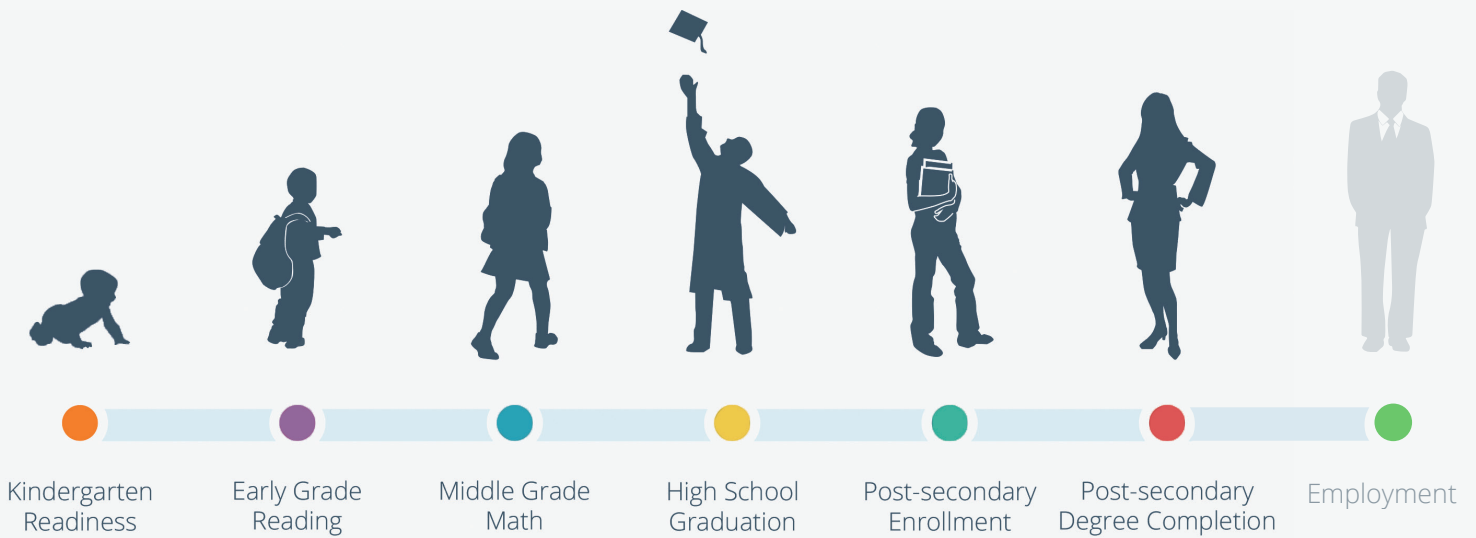 Kindergarten
Readiness
Early Grade
Reading
Middle Grade
Math
High School
Graduation
Post-secondary
Enrollment
Post-secondary
Degree Completion
Employment